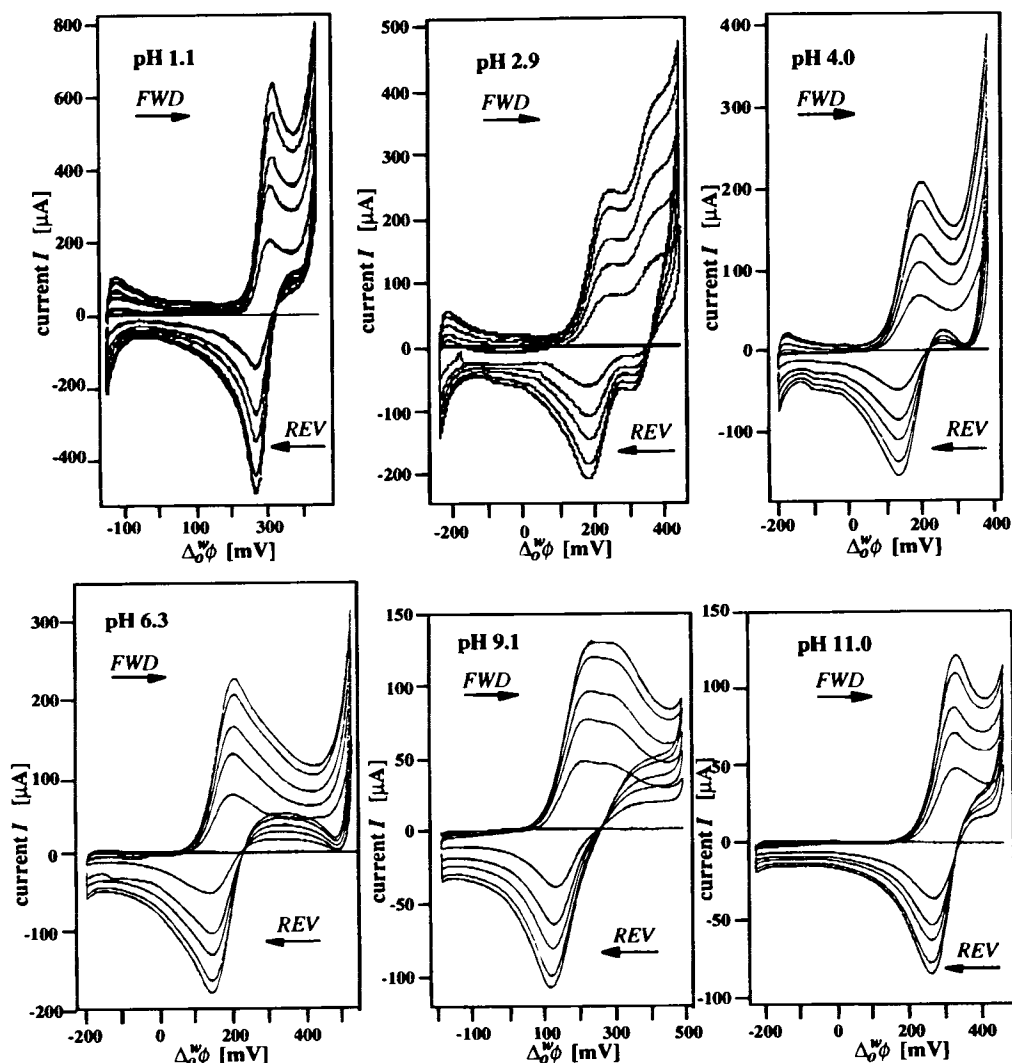 800
600
400
200
0
-200
-400
current I [μA]
pH 1.1
FWD
REV
-100 100 300
Δ_o^w ϕ [mV]
500
400
300
200
100
0
-100
-200
current I [μA]
pH 2.9
FWD
REV
-200 0 200 400
Δ_o^w ϕ [mV]
400
300
200
100
0
-100
current I [μA]
pH 4.0
FWD
REV
-200 0 200 400
Δ_o^w ϕ [mV]
300
200
100
0
-100
-200
current I [μA]
pH 6.3
FWD
REV
-200 0 200 400
Δ_o^w ϕ [mV]
150
100
50
0
-50
-100
current I [μA]
pH 9.1
FWD
REV
-100 100 300 500
Δ_o^w ϕ [mV]
150
100
50
0
-50
-100
current I [μA]
pH 11.0
FWD
REV
-200 0 200 400
Δ_o^w ϕ [mV]